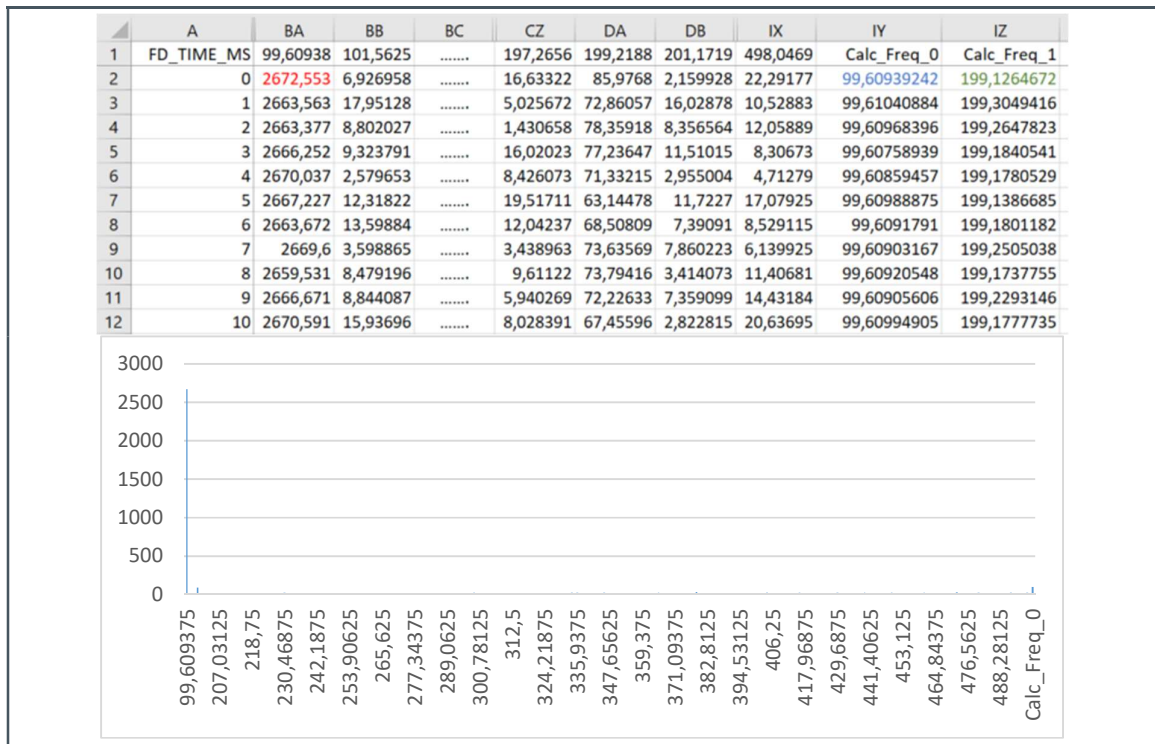 A BA BB BC CZ DA DB IX IY IZ
1 FD_TIME_MS 99,60938 101,5625 ....... 197,2656 199,2188 201,1719 498,0469 Calc_Freq_0 Calc_Freq_1
2 0 2672,553 6,926958 ....... 16,63322 85,9768 2,159928 22,29177 99,60939242 199,1264672
3 1 2663,563 17,95128 ....... 5,025672 72,86057 16,02878 10,52883 99,61040884 199,3049416
4 2 2663,377 8,802027 ....... 1,430658 78,35918 8,356564 12,05889 99,60968396 199,2647823
5 3 2666,252 9,323791 ....... 16,02023 77,23647 11,51015 8,30673 99,60758939 199,1840541
6 4 2670,037 2,579653 ....... 8,426073 71,33215 2,955004 4,71279 99,60859457 199,1780529
7 5 2667,227 12,31822 ....... 19,51711 63,14478 11,7227 17,07925 99,60988875 199,1386685
8 6 2663,672 13,59884 ....... 12,04237 68,50809 7,39091 8,529115 99,6091791 199,1801182
9 7 2669,6 3,598865 ....... 3,438963 73,63569 7,860223 6,139925 99,60903167 199,2505038
10 8 2659,531 8,479196 ....... 9,61122 73,79416 3,414073 11,40681 99,60920548 199,1737755
11 9 2666,671 8,844087 ....... 5,940269 72,22633 7,359099 14,43184 99,60905606 199,2293146
12 10 2670,591 15,93696 ....... 8,028391 67,45596 2,822815 20,63695 99,60994905 199,1777735
3000
2500
2000
1500
1000
500
0
99,609375
207,03125
218,75
230,46875
242,1875
253,90625
265,625
277,34375
289,0625
300,78125
312,5
324,21875
335,9375
347,65625
359,375
371,09375
382,8125
394,53125
406,25
417,96875
429,6875
441,40625
453,125
464,84375
476,5625
488,28125
Calc_Freq_0